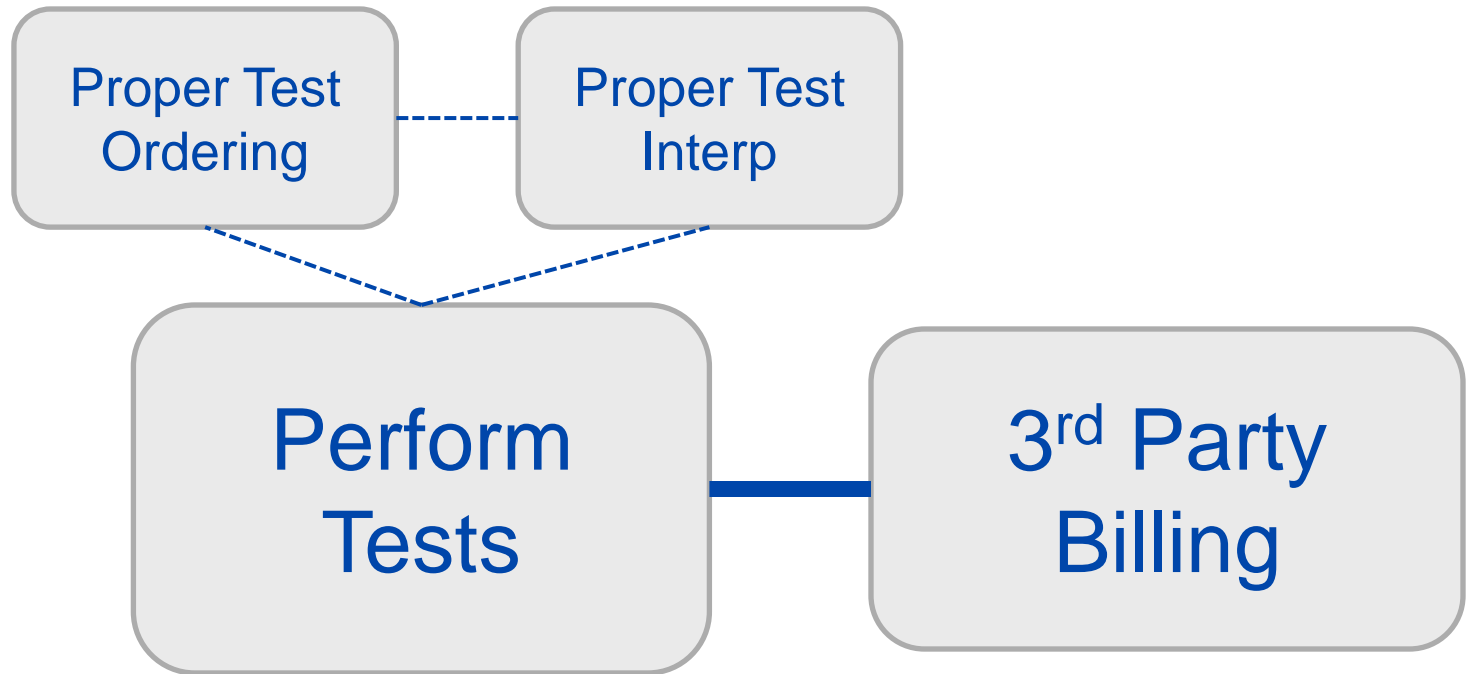 Proper Test
Ordering
Proper Test
Interp
Perform
Tests
3rd Party
Billing